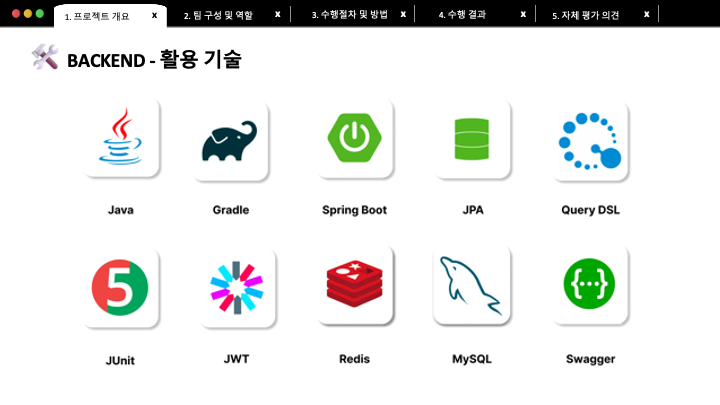 1. 프로젝트 개요 x
2. 팀 구성 및 역할 x
3. 수행절차 및 방법 x
4. 수행 결과 x
5. 자체 평가 의견 x
BACKEND - 활용 기술
Java
Gradle
Spring Boot
JPA
Query DSL
5
{···}
JUnit
JWT
Redis
MySQL
Swagger